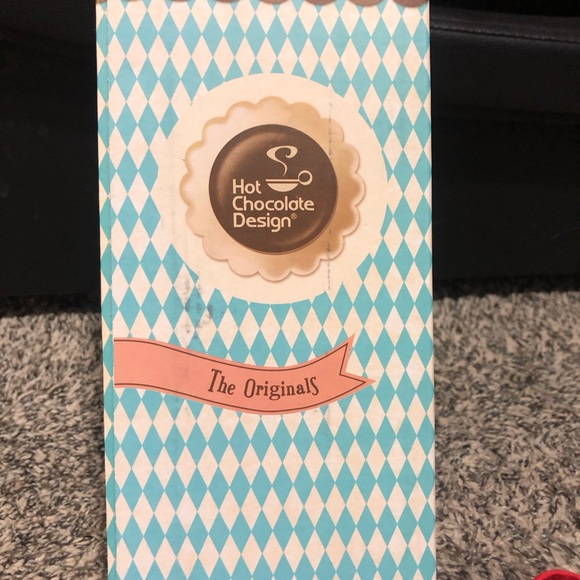 Hot
Chocolate
Design®
The Originals